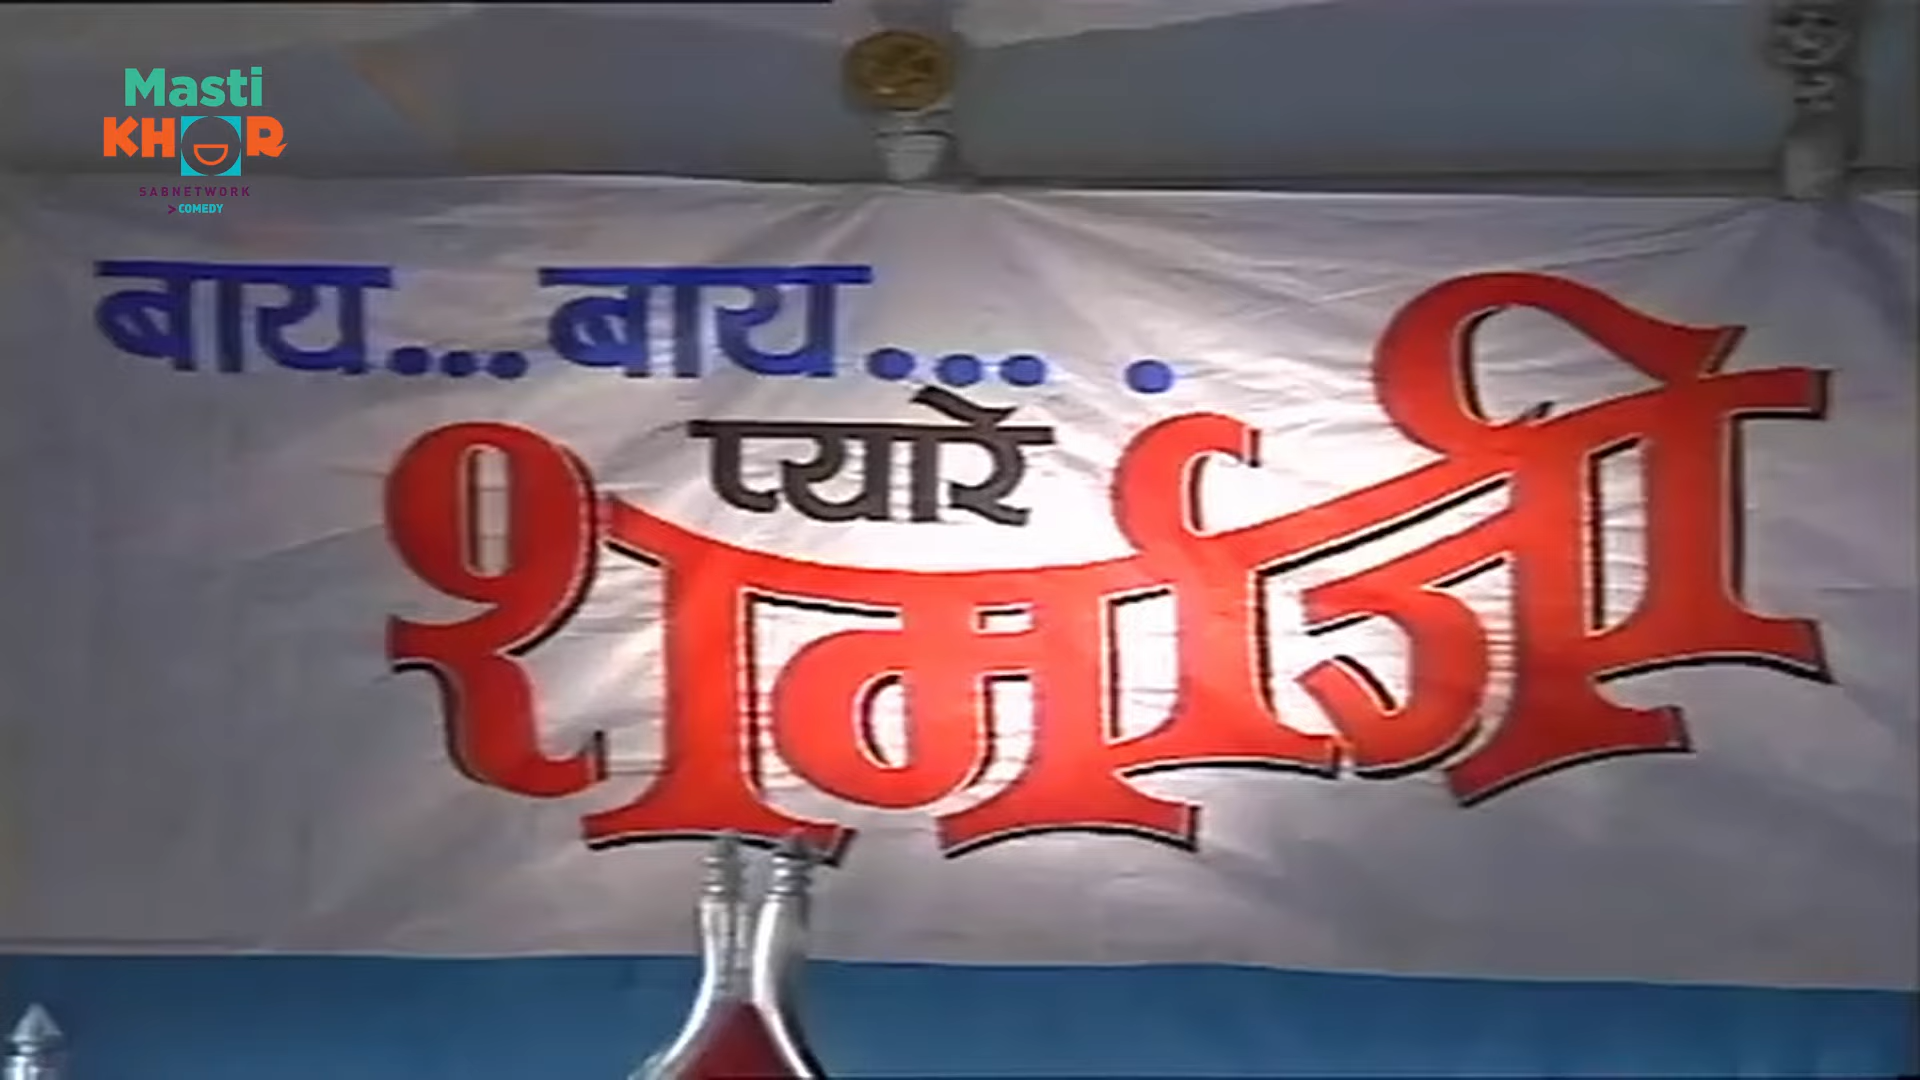 Masti
KHOR
SABNETWORK
>COMEDY
बाय...बाय... .
प्यारे
शर्माजी